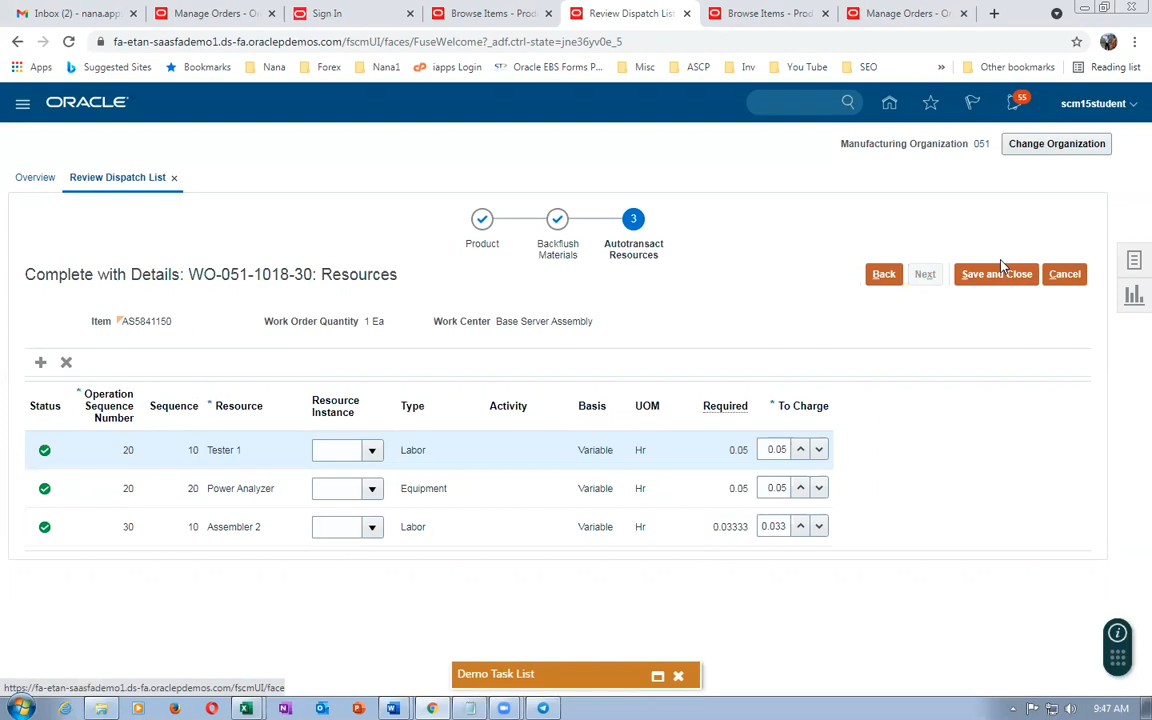 Inbox (2) - nana.app: Manage Orders - Or Sign In Browse Items - Prod Review Dispatch List Browse Items - Prod Manage Orders - Or
fa-etan-saasfademo1.ds-fa.oraclepdemos.com/fscmUI/faces/FuseWelcome?_adf.ctrl-state=jne36yv0e_5
Apps Suggested Sites Bookmarks Nana Forex Nana1 iapps Login Oracle EBS Forms P... Misc ASCP Inv You Tube SEO » Other bookmarks Reading list
ORACLE 55 scm15student
Manufacturing Organization 051 Change Organization
Overview Review Dispatch List
3
Product Backflush Materials Autotransact Resources
Complete with Details: WO-051-1018-30: Resources Back Next Save and Close Cancel
Item AS5841150 Work Order Quantity 1 Ea Work Center Base Server Assembly
Status * Operation Sequence Number Sequence * Resource Resource Instance Type Activity Basis UOM Required * To Charge
20 10 Tester 1 Labor Variable Hr 0.05 0.05
20 20 Power Analyzer Equipment Variable Hr 0.05 0.05
30 10 Assembler 2 Labor Variable Hr 0.03333 0.033
Demo Task List
https://fa-etan-saasfademo1.ds-fa.oraclepdemos.com/fscmUI/face
9:47 AM